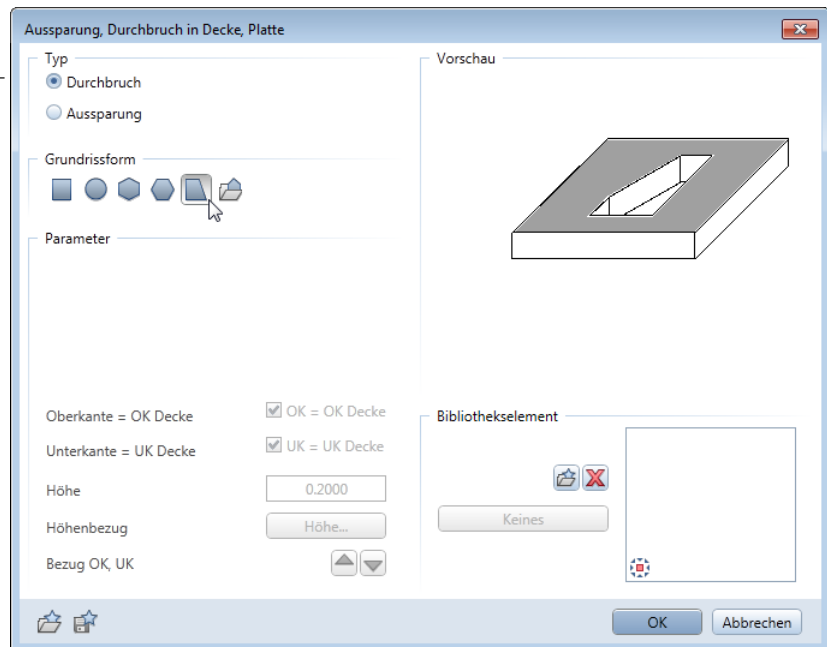 Aussparung, Durchbruch in Decke, Platte
Typ
Durchbruch
Aussparung
Grundrissform
Parameter
Oberkante = OK Decke
OK = OK Decke
Unterkante = UK Decke
UK = UK Decke
Höhe
0.2000
Höhenbezug
Höhe...
Bezug OK, UK
Vorschau
Bibliothekselement
Keines
OK
Abbrechen